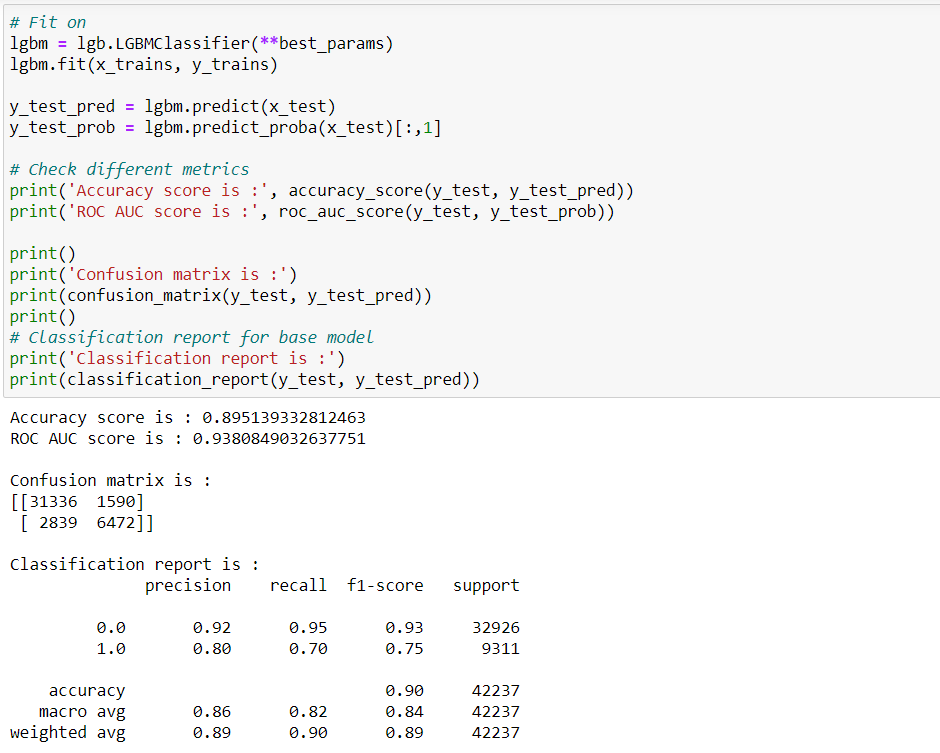 # Fit on
lgbm = lgb.LGBMClassifier(**best_params)
lgbm.fit(x_trains, y_trains)
y_test_pred = lgbm.predict(x_test)
y_test_prob = lgbm.predict_proba(x_test)[:,1]
# Check different metrics
print('Accuracy score is :', accuracy_score(y_test, y_test_pred))
print('ROC AUC score is :', roc_auc_score(y_test, y_test_prob))
print()
print('Confusion matrix is :')
print(confusion_matrix(y_test, y_test_pred))
print()
# Classification report for base model
print('Classification report is :')
print(classification_report(y_test, y_test_pred))
Accuracy score is : 0.895139332812463
ROC AUC score is : 0.9380849032637751
Confusion matrix is :
[[31336  1590]
 [ 2839  6472]]
Classification report is :
              precision    recall  f1-score   support
         0.0       0.92      0.95      0.93     32926
         1.0       0.80      0.70      0.75      9311
    accuracy                           0.90     42237
   macro avg       0.86      0.82      0.84     42237
weighted avg       0.89      0.90      0.89     42237